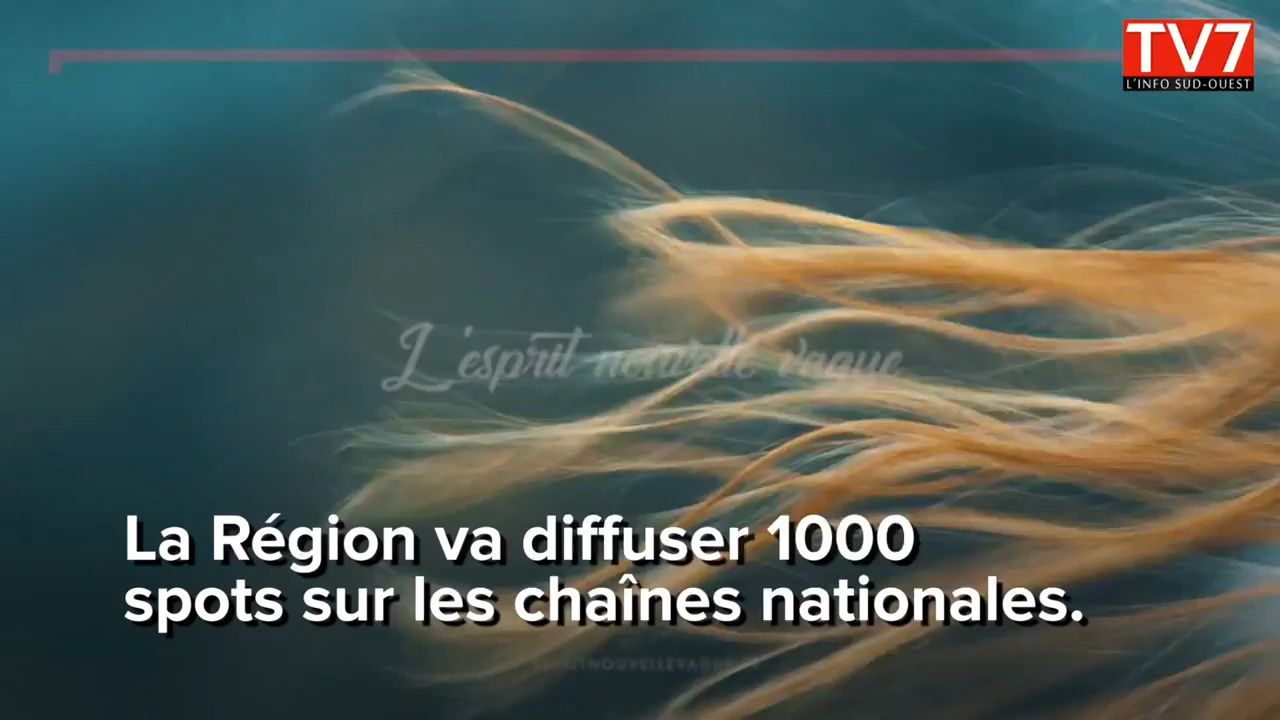 TV7
L'INFO SUD-OUEST
L'esprit nouvelle vague
La Région va diffuser 1000
spots sur les chaînes nationales.